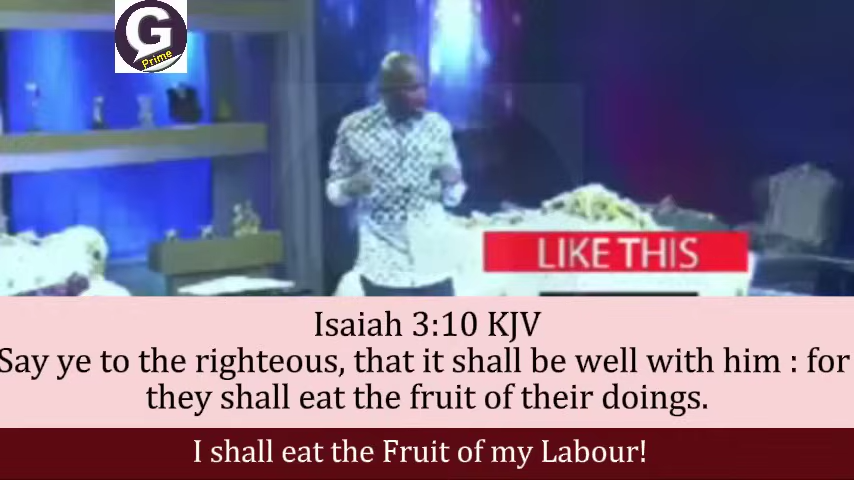 G
Prime
LIKE THIS
Isaiah 3:10 KJV
Say ye to the righteous, that it shall be well with him : for
they shall eat the fruit of their doings.
I shall eat the Fruit of my Labour!